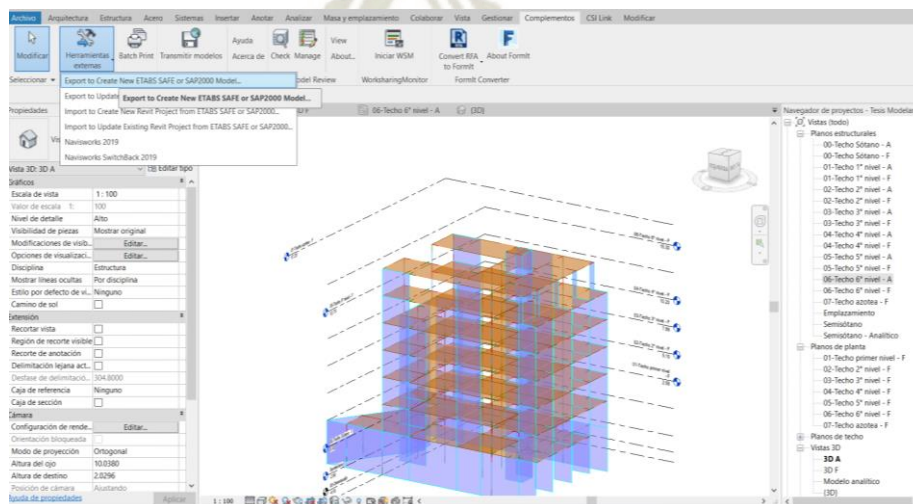 Archivo Arquitectura Estructura Acero Sistemas Insertar Anotar Analizar Masa y emplazamiento Colaborar Vista Gestionar Complementos CSI Link Modificar
Modificar
Herramientas externas
Batch Print
Transmitir modelos
Ayuda
Acerca de
Check
Manage
View
About...
Iniciar WSM
Convert RFA to FormIt
About FormIt
Seleccionar
Model Review
WorksharingMonitor
FormIt Converter
Export to Create New ETABS SAFE or SAP2000 Model...
Export to Update
Export to Create New ETABS SAFE or SAP2000 Model...
Import to Create New Revit Project from ETABS SAFE or SAP2000...
Import to Update Existing Revit Project from ETABS SAFE or SAP2000...
Navisworks 2019
Navisworks SwitchBack 2019
06-Techo 6° nivel - A
(3D)
Propiedades
Vista 3D: 3D A
Editar tipo
Gráficos
Escala de vista 1 : 100
Valor de escala 1: 100
Nivel de detalle Alto
Visibilidad de piezas Mostrar original
Modificaciones de visib... Editar...
Opciones de visualizaci... Editar...
Disciplina Estructura
Mostrar líneas ocultas Por disciplina
Estilo por defecto de vi... Ninguno
Camino de sol
Extensión
Recortar vista
Región de recorte visible
Recorte de anotación
Delimitación lejana act...
Desfase de delimitació... 304.8000
Caja de referencia Ninguno
Caja de sección
Cámara
Configuración de rende... Editar...
Orientación bloqueada
Modo de proyección Ortogonal
Altura del ojo 10.0380
Altura de destino 2.0296
Posición de cámara Ajustando
Ayuda de propiedades Aplicar
1 : 100
Navegador de proyectos - Tesis Modelas
Vistas (todo)
Planos estructurales
00-Techo Sótano - A
00-Techo Sótano - F
01-Techo 1° nivel - A
01-Techo 1° nivel - F
02-Techo 2° nivel - A
02-Techo 2° nivel - F
03-Techo 3° nivel - A
03-Techo 3° nivel - F
04-Techo 4° nivel - A
04-Techo 4° nivel - F
05-Techo 5° nivel - A
05-Techo 5° nivel - F
06-Techo 6° nivel - A
06-Techo 6° nivel - F
07-Techo azotea - F
Emplazamiento
Semisótano
Semisótano - Analítico
Planos de planta
01-Techo primer nivel - F
02-Techo 2° nivel - F
03-Techo 3° nivel - F
04-Techo 4° nivel - F
05-Techo 5° nivel - F
06-Techo 6° nivel - F
07-Techo azotea - F
Planos de techo
Vistas 3D
3D A
3D F
Modelo analítico
(3D)